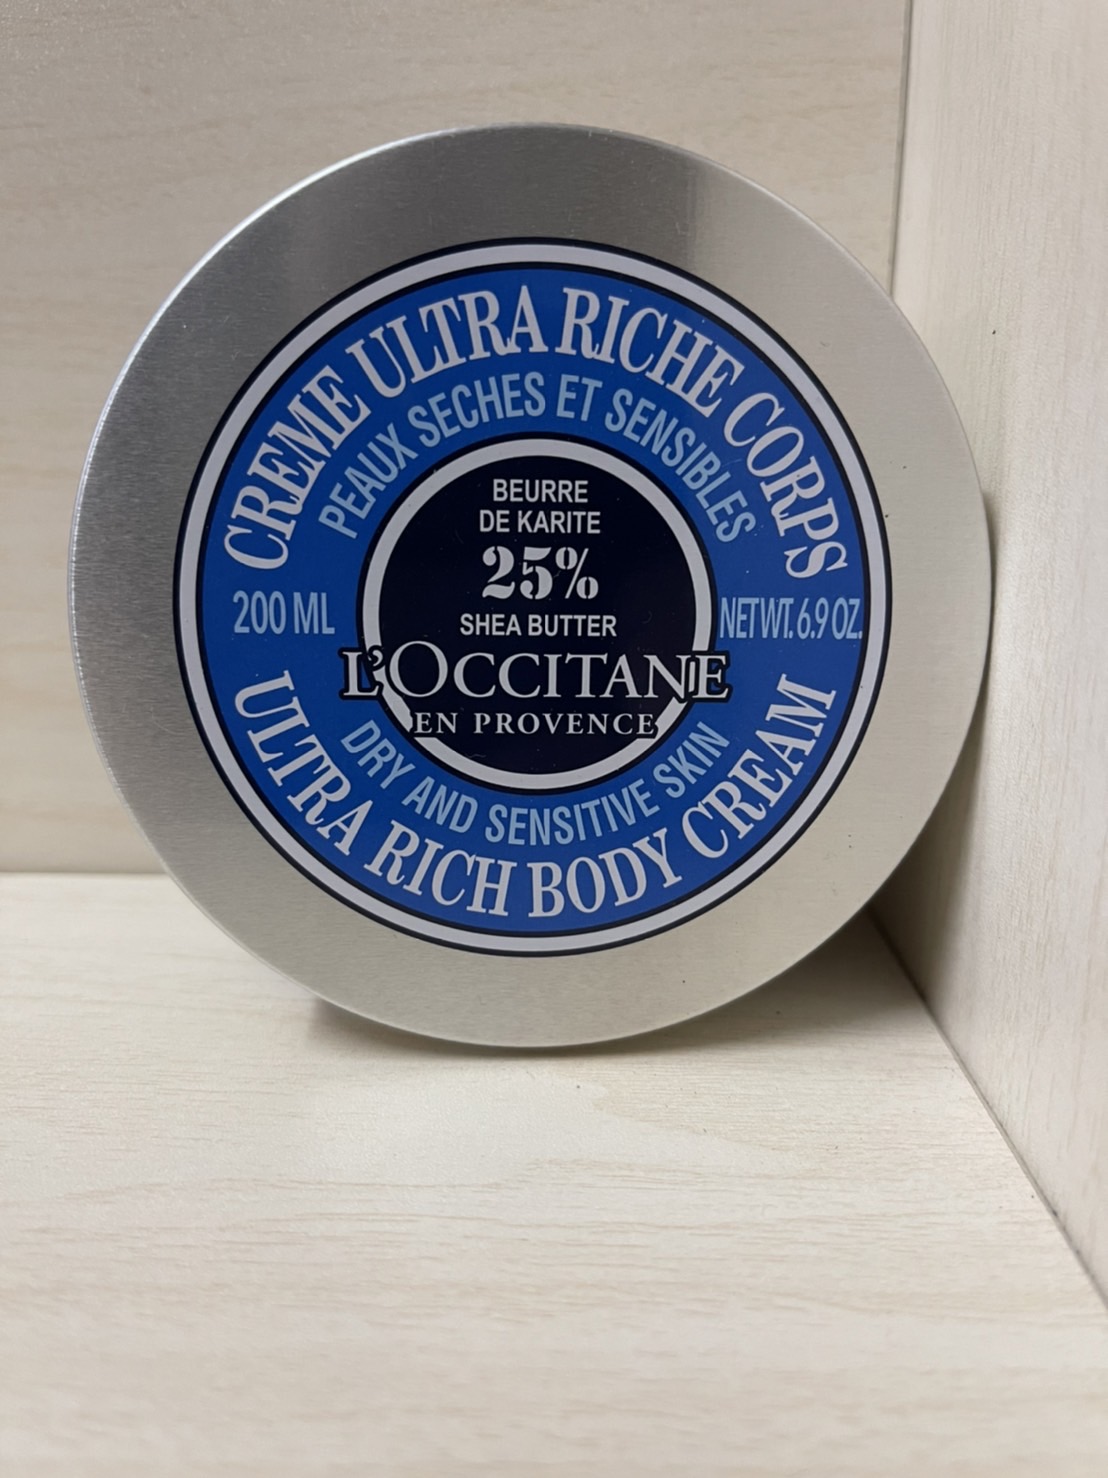 CREME ULTRA RICHE CORPS
PEAUX SECHES ET SENSIBLES
BEURRE
DE KARITE
25%
SHEA BUTTER
200 ML
NET WT. 6.9 OZ.
L'OCCITANE
EN PROVENCE
DRY AND SENSITIVE SKIN
ULTRA RICH BODY CREAM